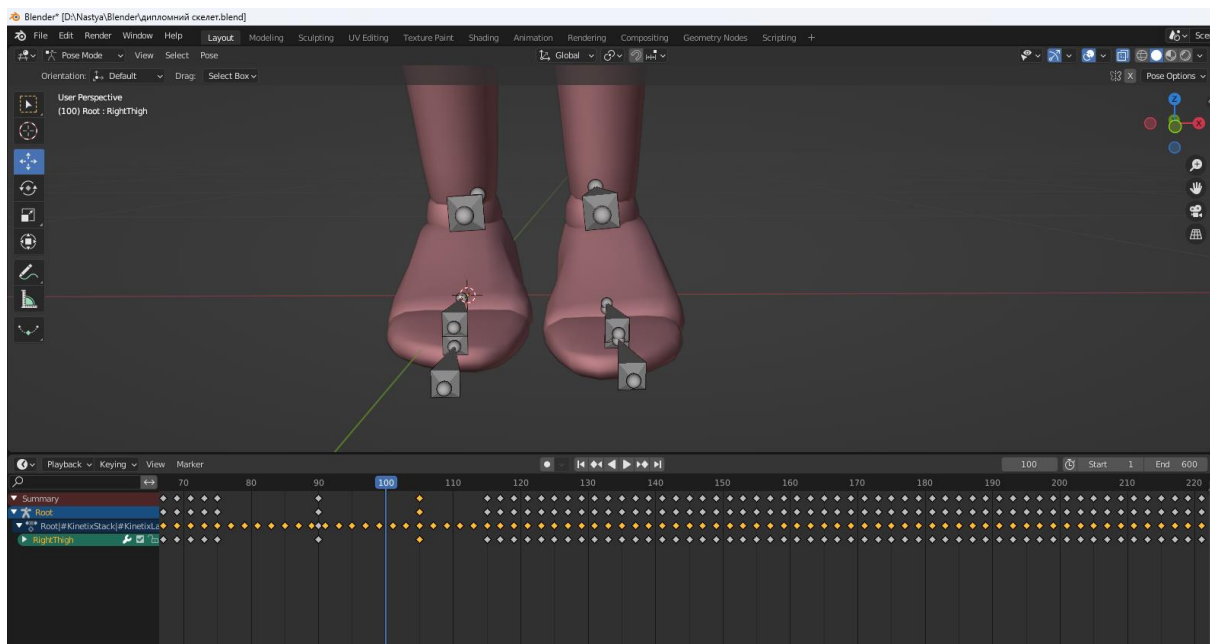 Blender* [D:\Nastya\Blender\дипломний скелет.blend]
File Edit Render Window Help Layout Modeling Sculpting UV Editing Texture Paint Shading Animation Rendering Compositing Geometry Nodes Scripting + Sce
Pose Mode View Select Pose Global
Orientation: Default Drag: Select Box X Pose Options
User Perspective
(100) Root : RightThigh
Z
X
Playback Keying View Marker 100 Start 1 End 600
70 80 90 100 110 120 130 140 150 160 170 180 190 200 210 220
Summary
Root
Root|#KinetixStack|#KinetixLa
RightThigh